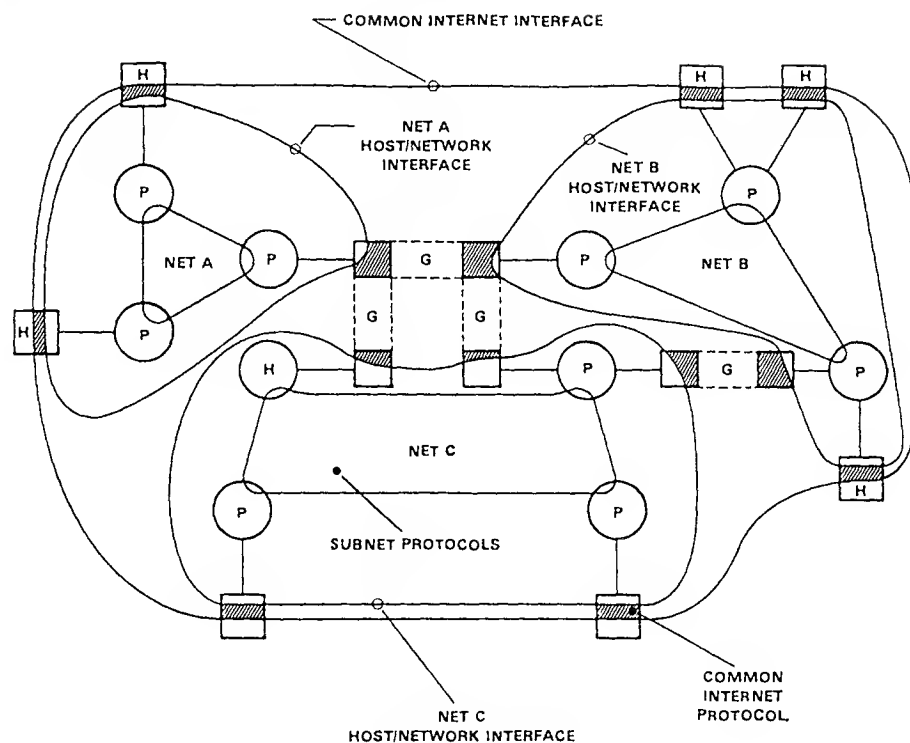 COMMON INTERNET INTERFACE
H
H
H
NET A
HOST/NETWORK
INTERFACE
NET B
HOST/NETWORK
INTERFACE
P
P
NET A
P
G
P
NET B
H
P
G
G
H
P
G
P
NET C
H
P
P
SUBNET PROTOCOLS
COMMON
INTERNET
PROTOCOL
NET C
HOST/NETWORK INTERFACE